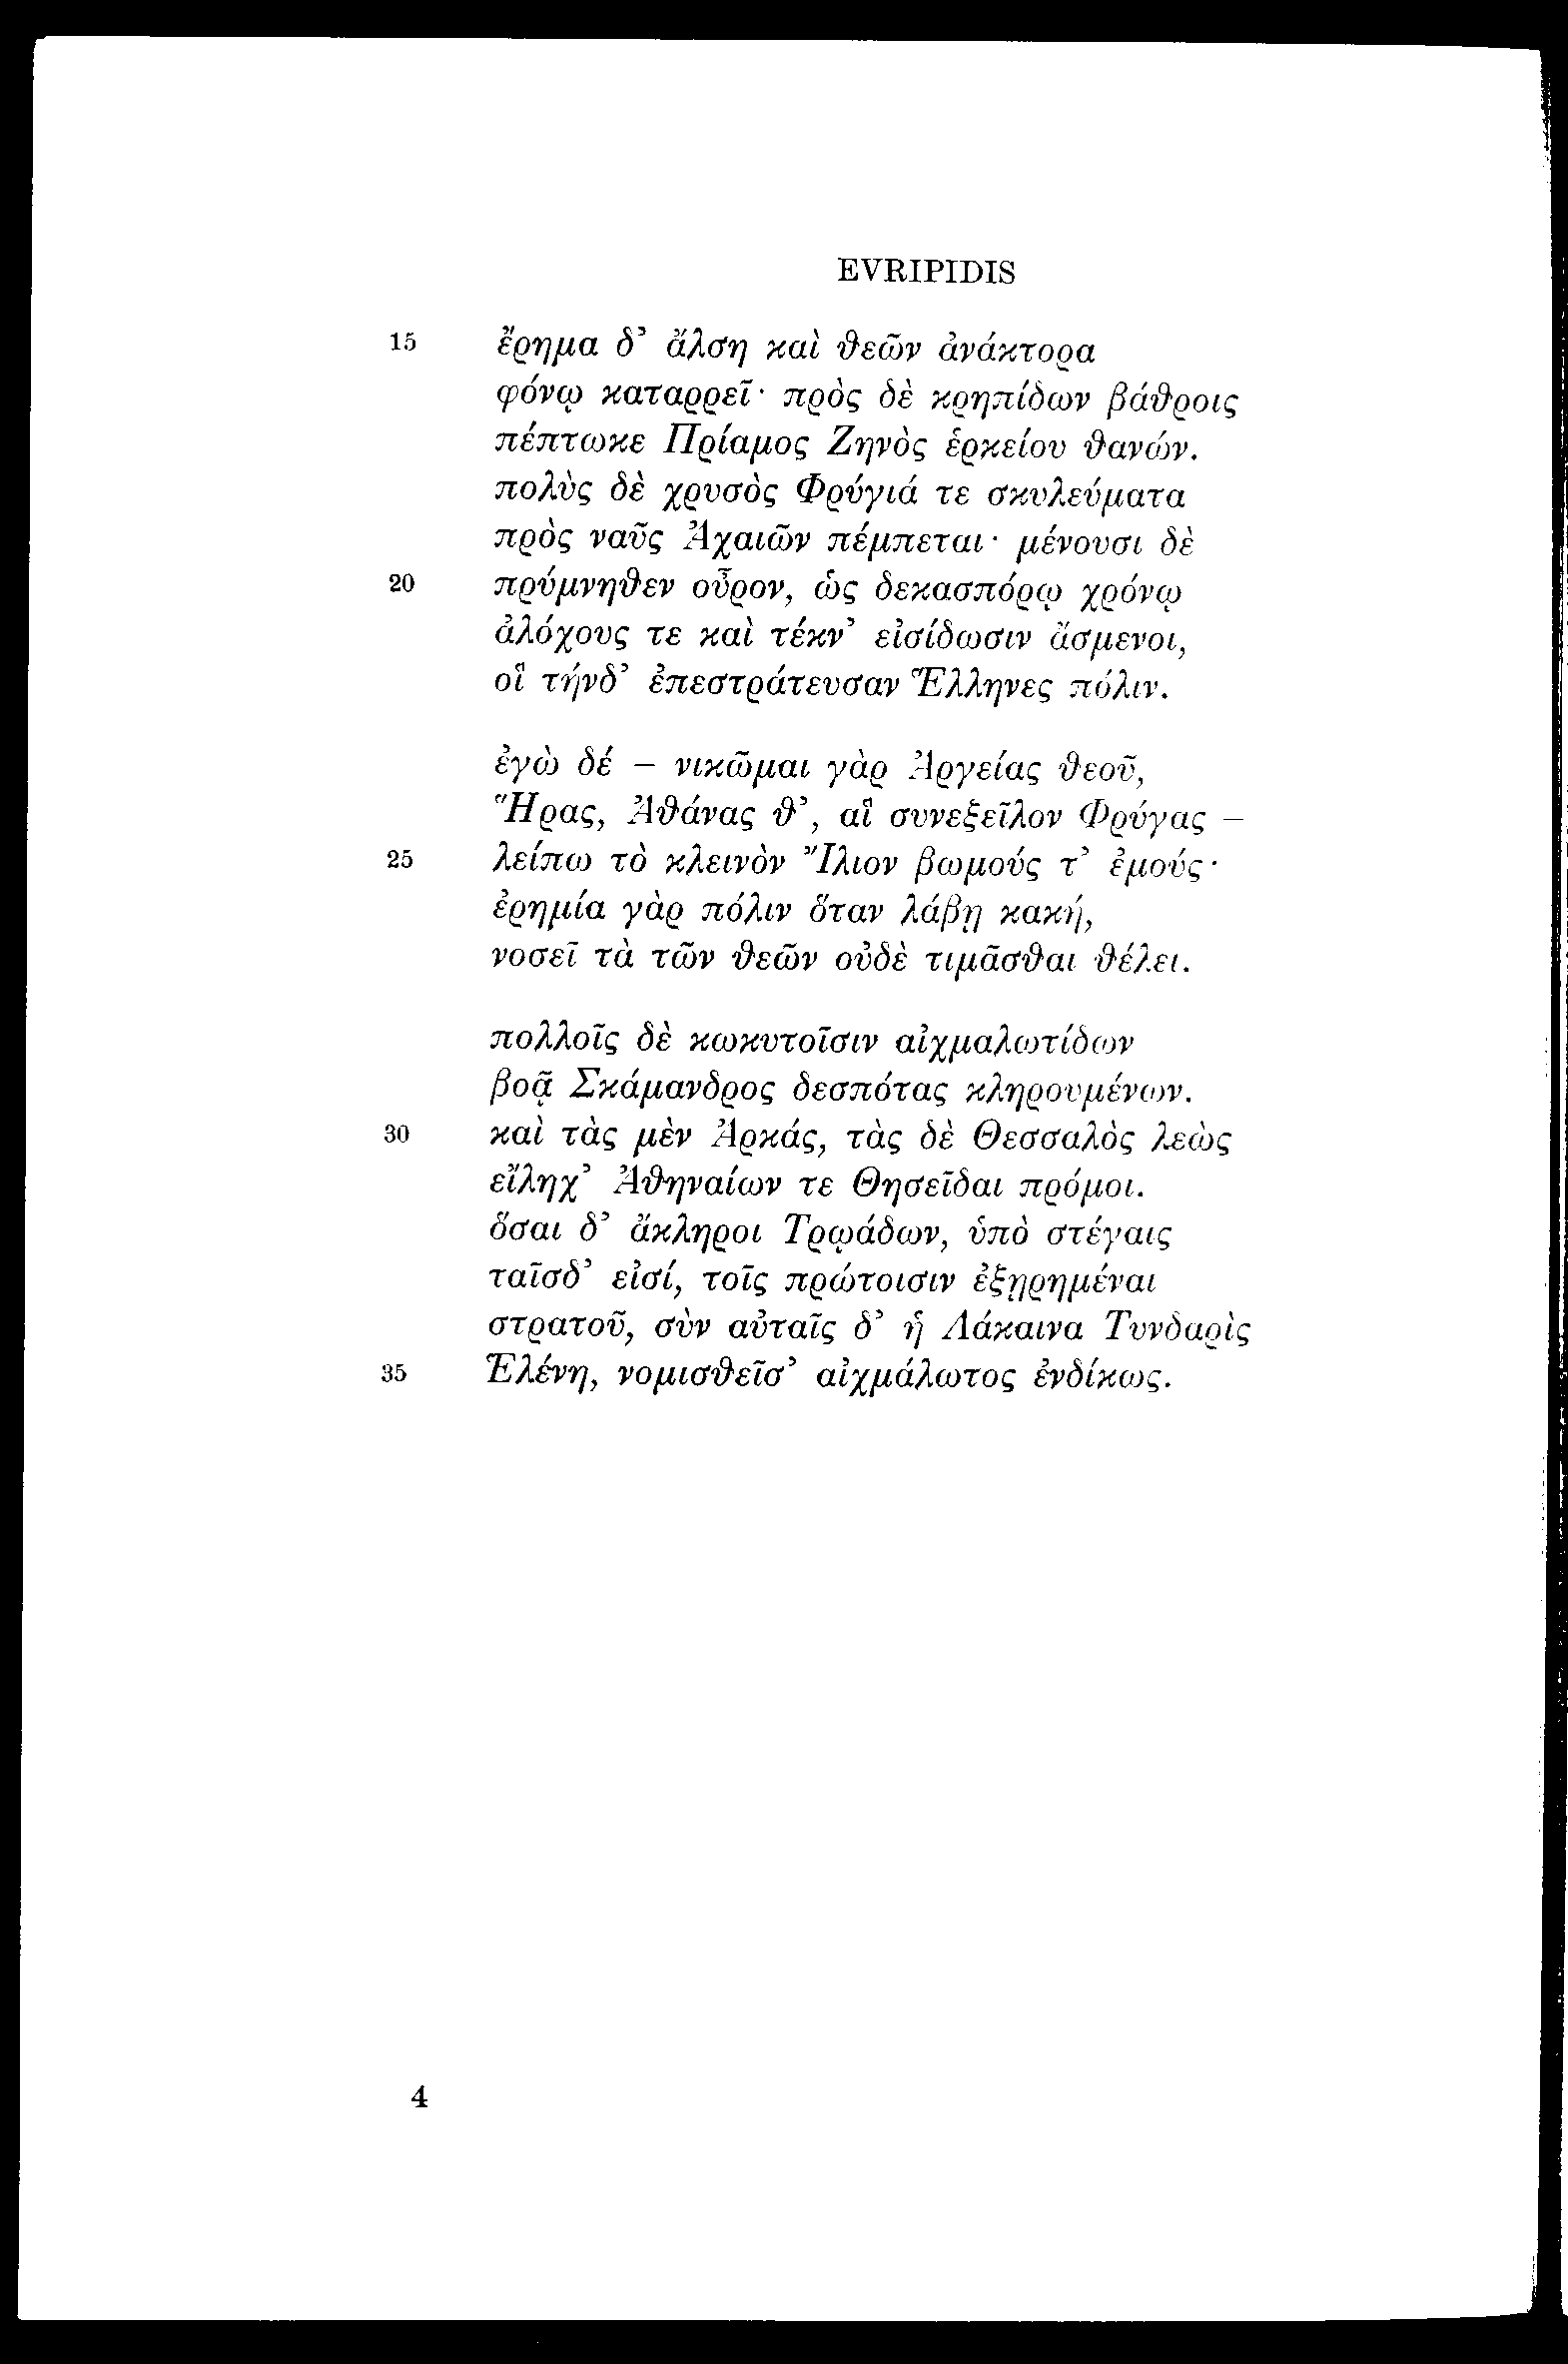 EVRIPIDIS
15 ἔρημα δ’ ἄλση καὶ θεῶν ἀνάκτορα
φόνῳ καταρρεῖ· πρὸς δὲ κρηπίδων βάθροις
πέπτωκε Πρίαμος Ζηνὸς ἑρκείου θανών.
πολὺς δὲ χρυσὸς Φρύγιά τε σκυλεύματα
πρὸς ναῦς Ἀχαιῶν πέμπεται· μένουσι δὲ
20 πρύμνηθεν οὖρον, ὡς δεκασπόρῳ χρόνῳ
ἀλόχους τε καὶ τέκν’ εἰσίδωσιν ἄσμενοι,
οἳ τήνδ’ ἐπεστράτευσαν Ἕλληνες πόλιν.
ἐγὼ δέ – νικῶμαι γὰρ Ἀργείας θεοῦ,
Ἥρας, Ἀθάνας θ’, αἳ συνεξεῖλον Φρύγας –
25 λείπω τὸ κλεινὸν Ἴλιον βωμούς τ’ ἐμούς·
ἐρημία γὰρ πόλιν ὅταν λάβῃ κακή,
νοσεῖ τὰ τῶν θεῶν οὐδὲ τιμᾶσθαι θέλει.
πολλοῖς δὲ κωκυτοῖσιν αἰχμαλωτίδων
βοᾷ Σκάμανδρος δεσπότας κληρουμένων.
30 καὶ τὰς μὲν Ἀρκάς, τὰς δὲ Θεσσαλὸς λεὼς
εἴληχ’ Ἀθηναίων τε Θησεῖδαι πρόμοι.
ὅσαι δ’ ἄκληροι Τρῳάδων, ὑπὸ στέγαις
ταῖσδ’ εἰσί, τοῖς πρώτοισιν ἐξῃρημέναι
στρατοῦ, σὺν αὐταῖς δ’ ἡ Λάκαινα Τυνδαρὶς
35 Ἑλένη, νομισθεῖσ’ αἰχμάλωτος ἐνδίκως.
4